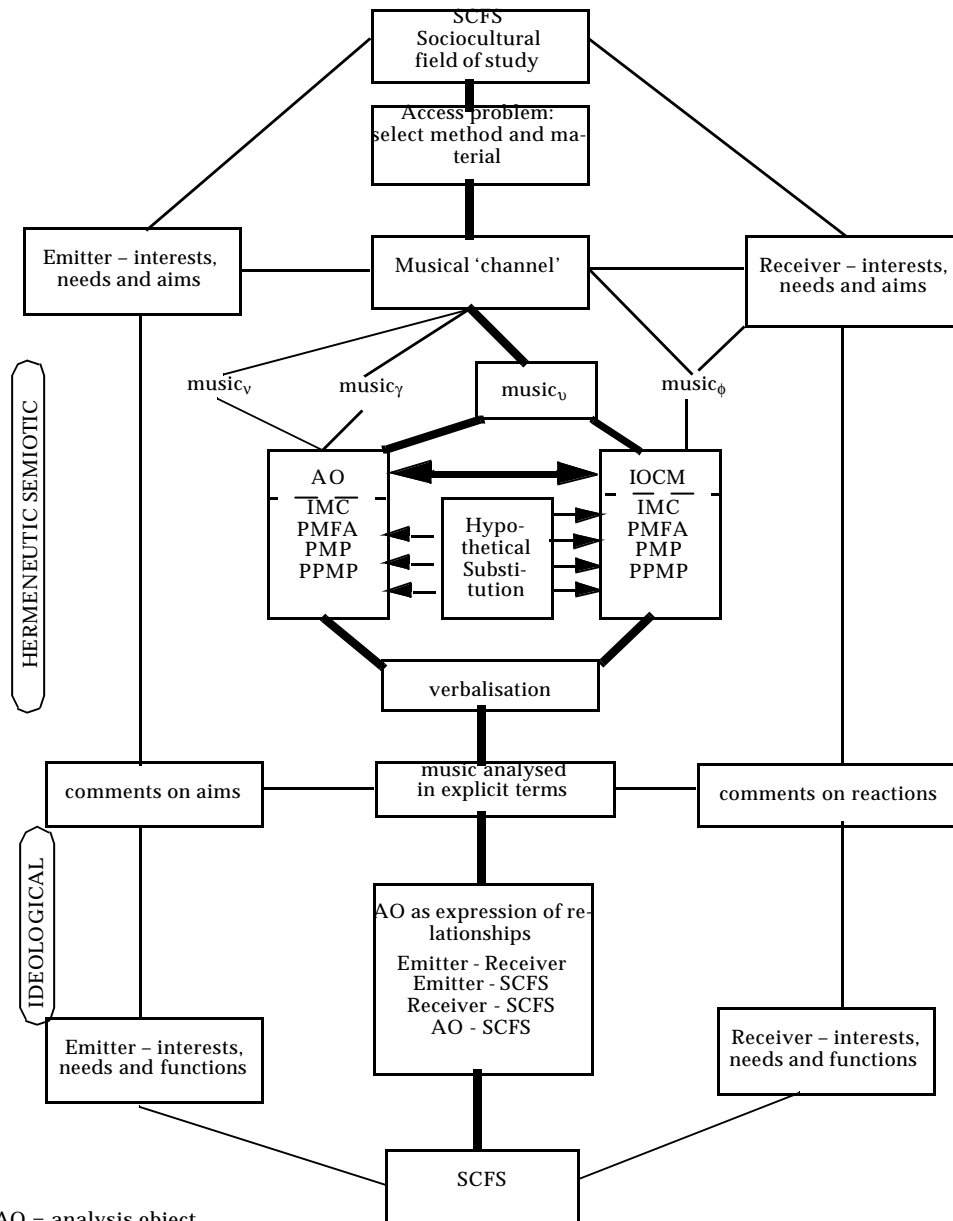 SCFS
Sociocultural
field of study
Access problem:
select method and ma-
terial
Emitter – interests,
needs and aims
Musical ‘channel’
Receiver – interests,
needs and aims
HERMENEUTIC SEMIOTIC
musicν
musicγ
musicυ
musicϕ
AO
IMC
PMFA
PMP
PPMP
Hypo-
thetical
Substi-
tution
IOCM
IMC
PMFA
PMP
PPMP
verbalisation
comments on aims
music analysed
in explicit terms
comments on reactions
IDEOLOGICAL
AO as expression of re-
lationships
Emitter - Receiver
Emitter - SCFS
Receiver - SCFS
AO - SCFS
Emitter – interests,
needs and functions
Receiver – interests,
needs and functions
SCFS
AO = analysis object